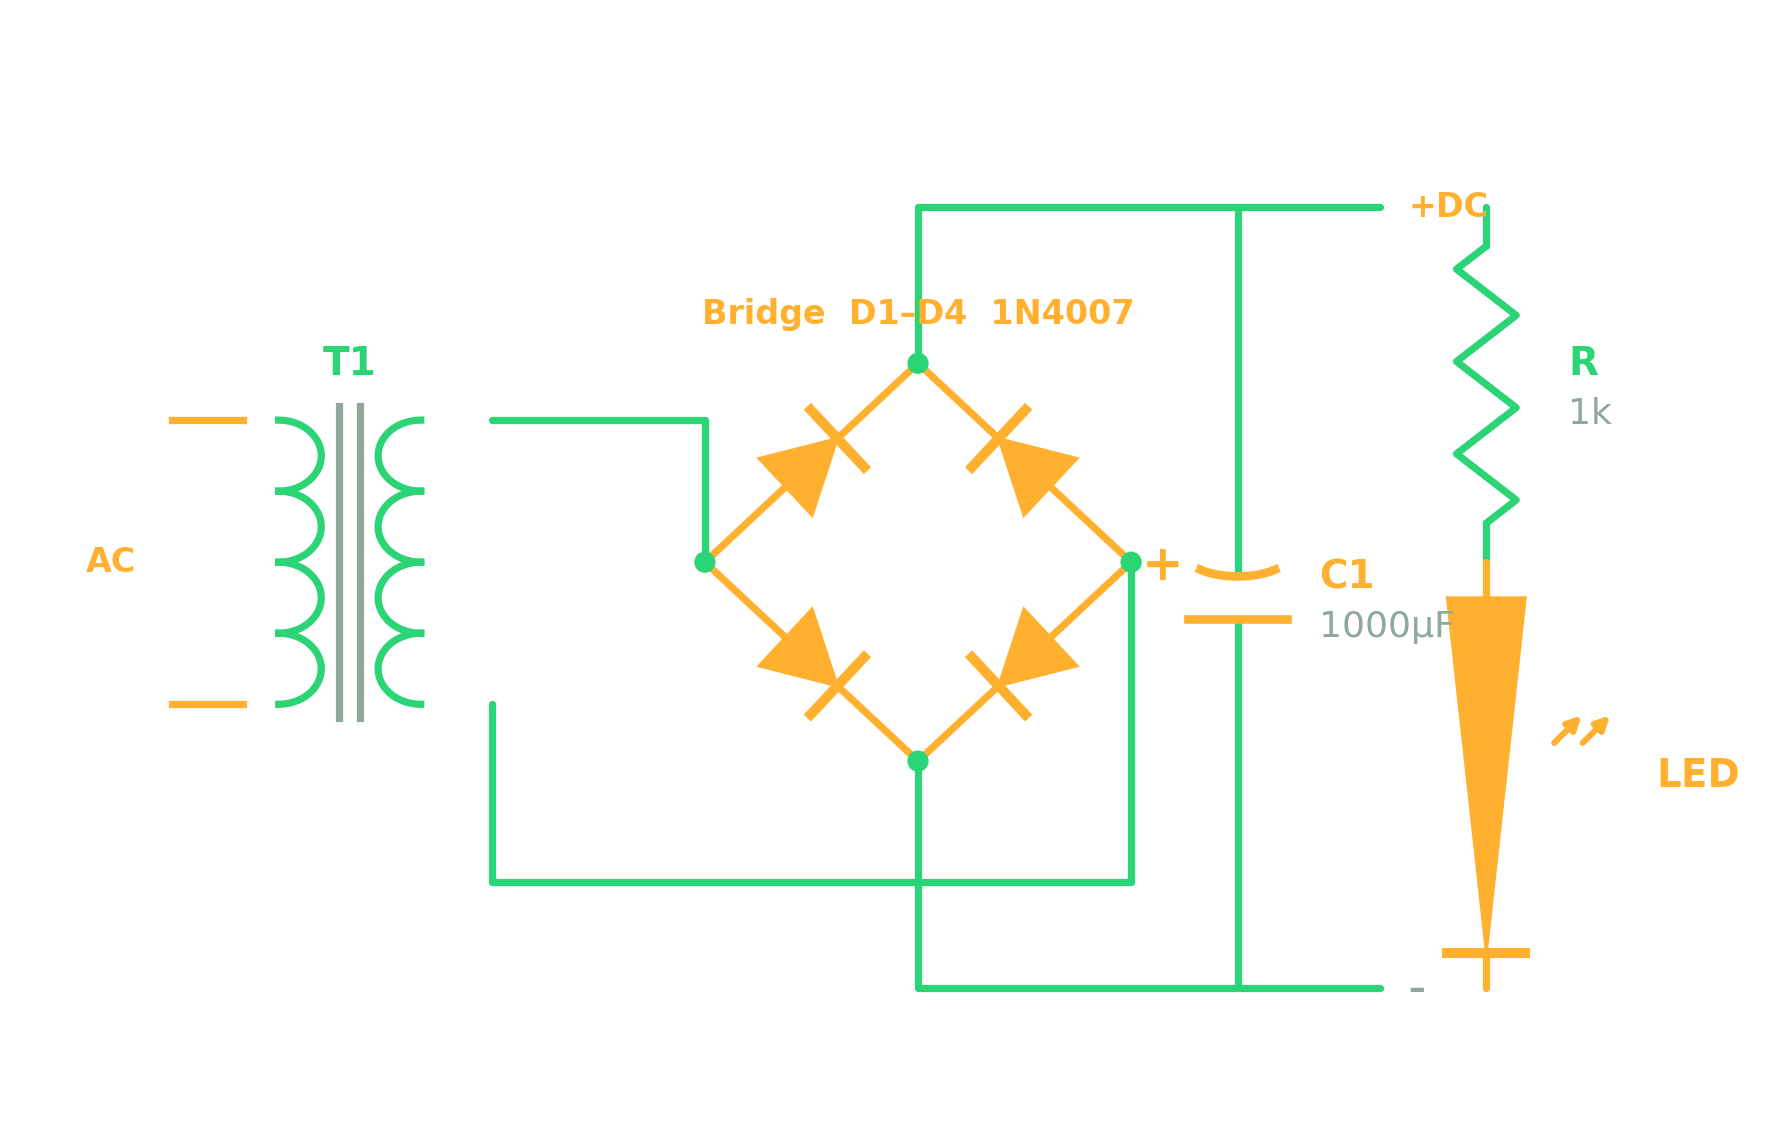 +DC
Bridge D1–D4 1N4007
T1
R
1k
AC
+
C1
1000µF
LED
-